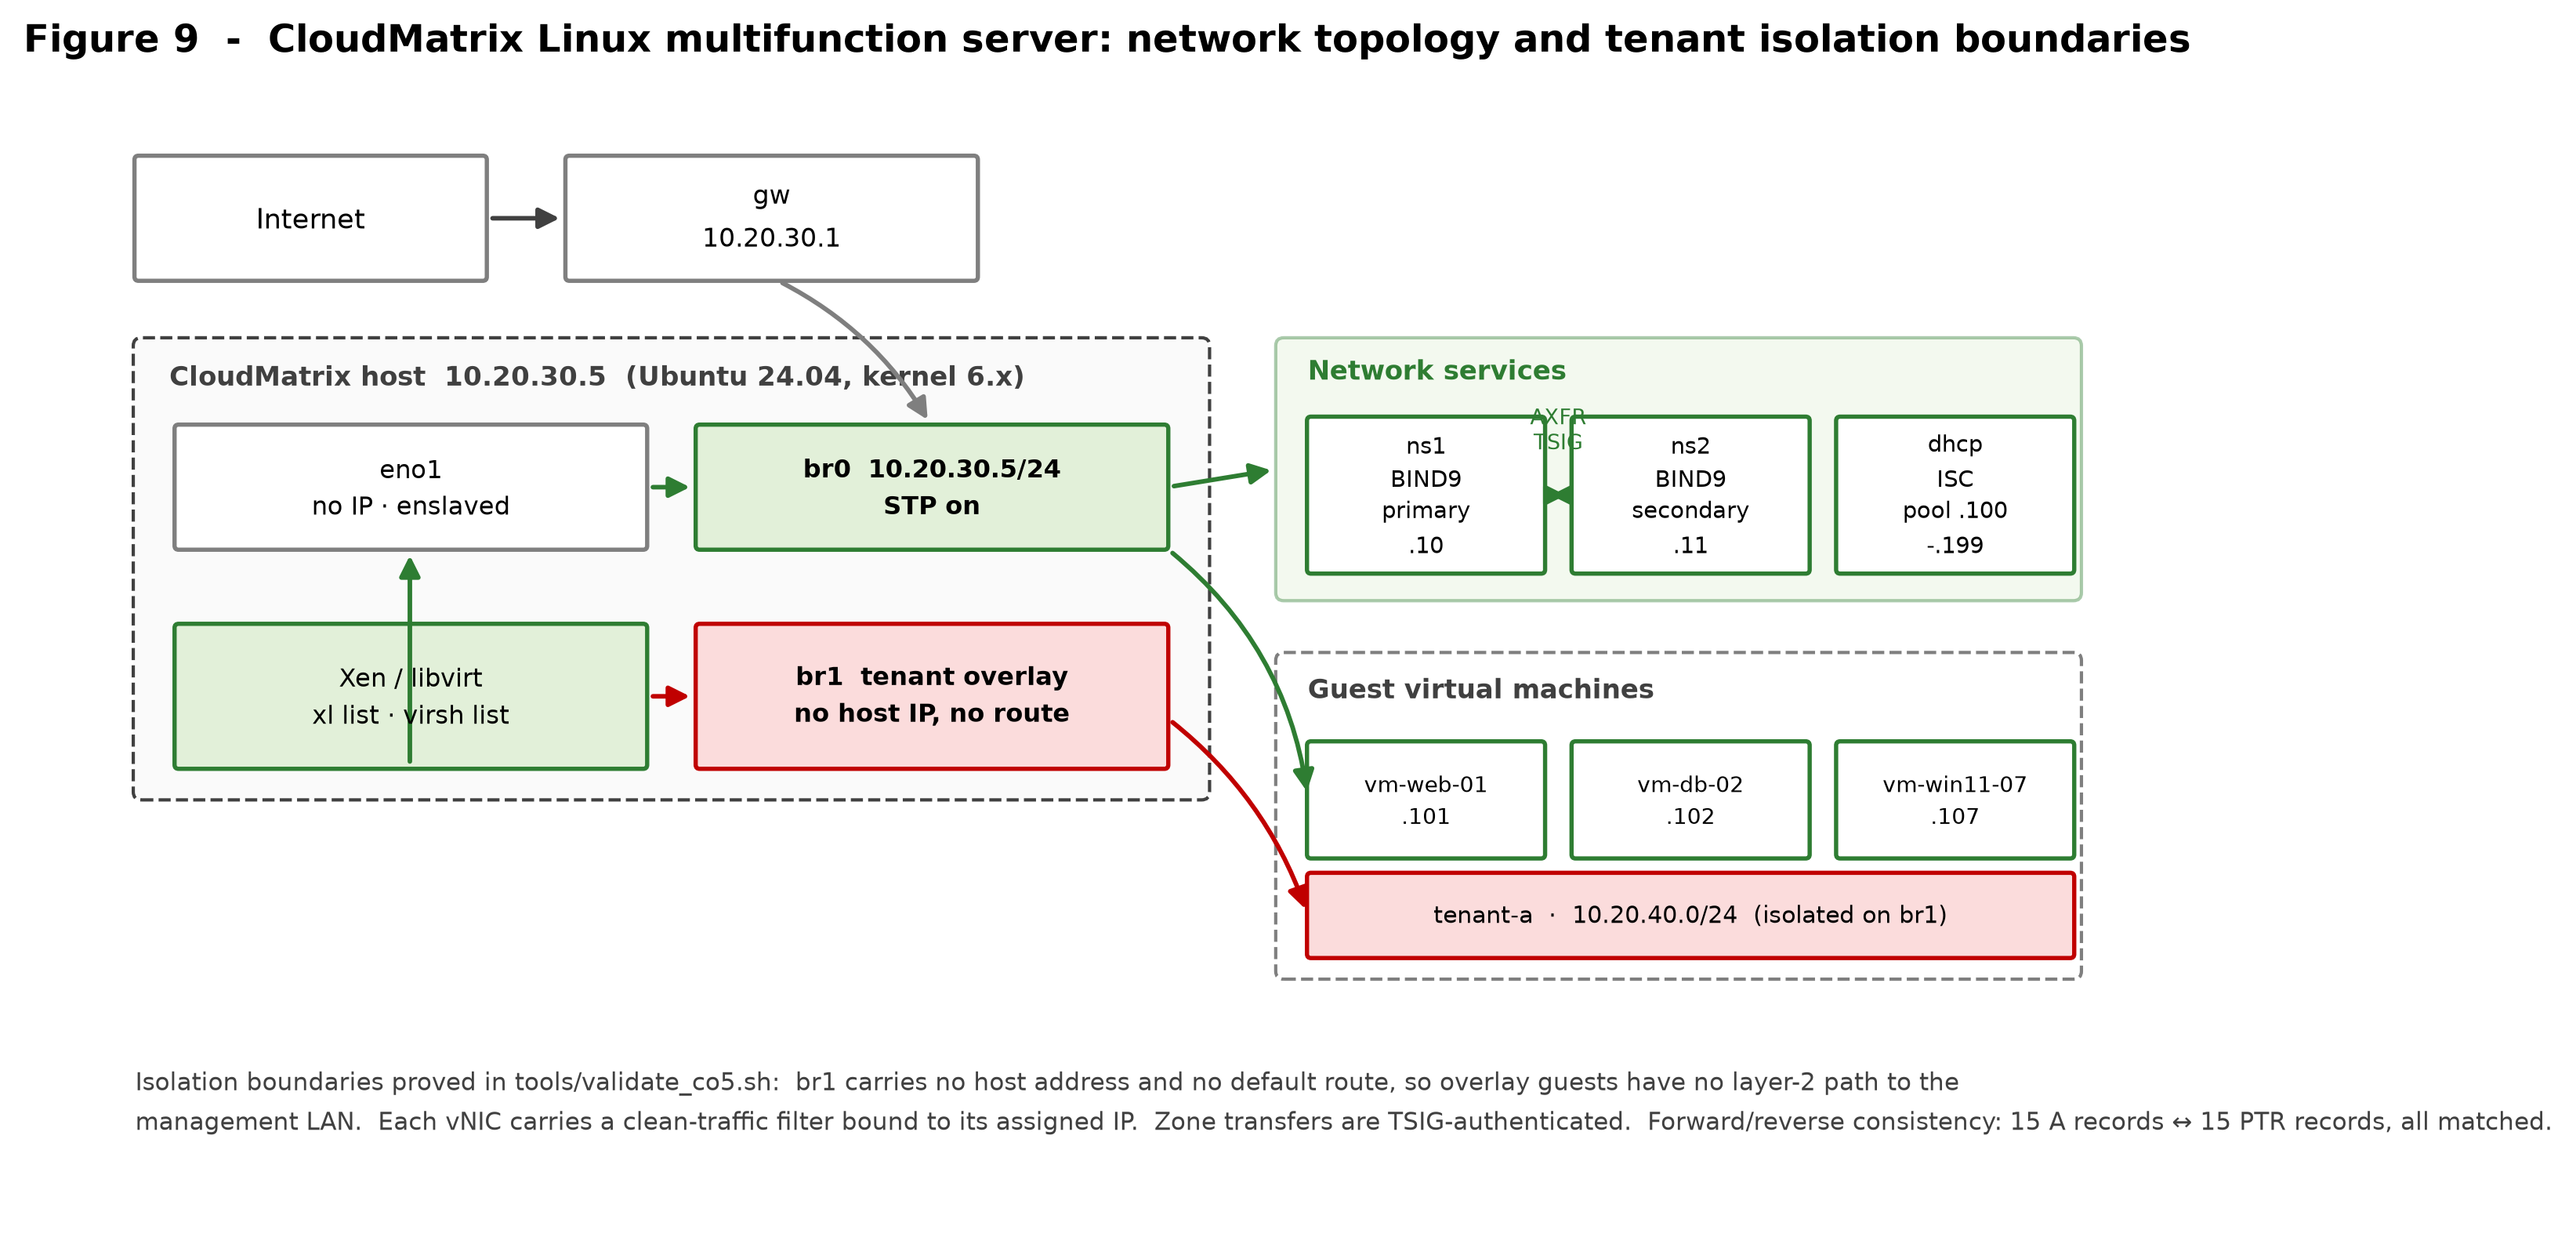 Figure 9  -  CloudMatrix Linux multifunction server: network topology and tenant isolation boundaries
Internet
gw
10.20.30.1
CloudMatrix host  10.20.30.5  (Ubuntu 24.04, kernel 6.x)
eno1
no IP · enslaved
br0  10.20.30.5/24
STP on
Xen / libvirt
xl list · virsh list
br1  tenant overlay
no host IP, no route
Network services
AXFR
TSIG
ns1
BIND9
primary
.10
ns2
BIND9
secondary
.11
dhcp
ISC
pool .100
-.199
Guest virtual machines
vm-web-01
.101
vm-db-02
.102
vm-win11-07
.107
tenant-a  ·  10.20.40.0/24  (isolated on br1)
Isolation boundaries proved in tools/validate_co5.sh:  br1 carries no host address and no default route, so overlay guests have no layer-2 path to the
management LAN.  Each vNIC carries a clean-traffic filter bound to its assigned IP.  Zone transfers are TSIG-authenticated.  Forward/reverse consistency: 15 A records ↔ 15 PTR records, all matched.